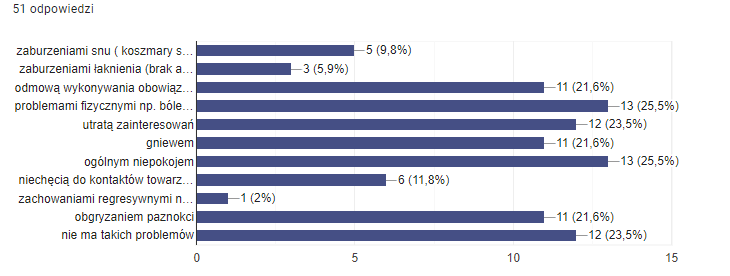 51 odpowiedzi
zaburzeniami snu ( koszmary s... 5 (9,8%)
zaburzeniami łaknienia (brak a... 3 (5,9%)
odmową wykonywania obowiąz... 11 (21,6%)
problemami fizycznymi np. bóle... 13 (25,5%)
utratą zainteresowań 12 (23,5%)
gniewem 11 (21,6%)
ogólnym niepokojem 13 (25,5%)
niechęcią do kontaktów towarz... 6 (11,8%)
zachowaniami regresywnymi n... 1 (2%)
obgryzaniem paznokci 11 (21,6%)
nie ma takich problemów 12 (23,5%)
0 5 10 15